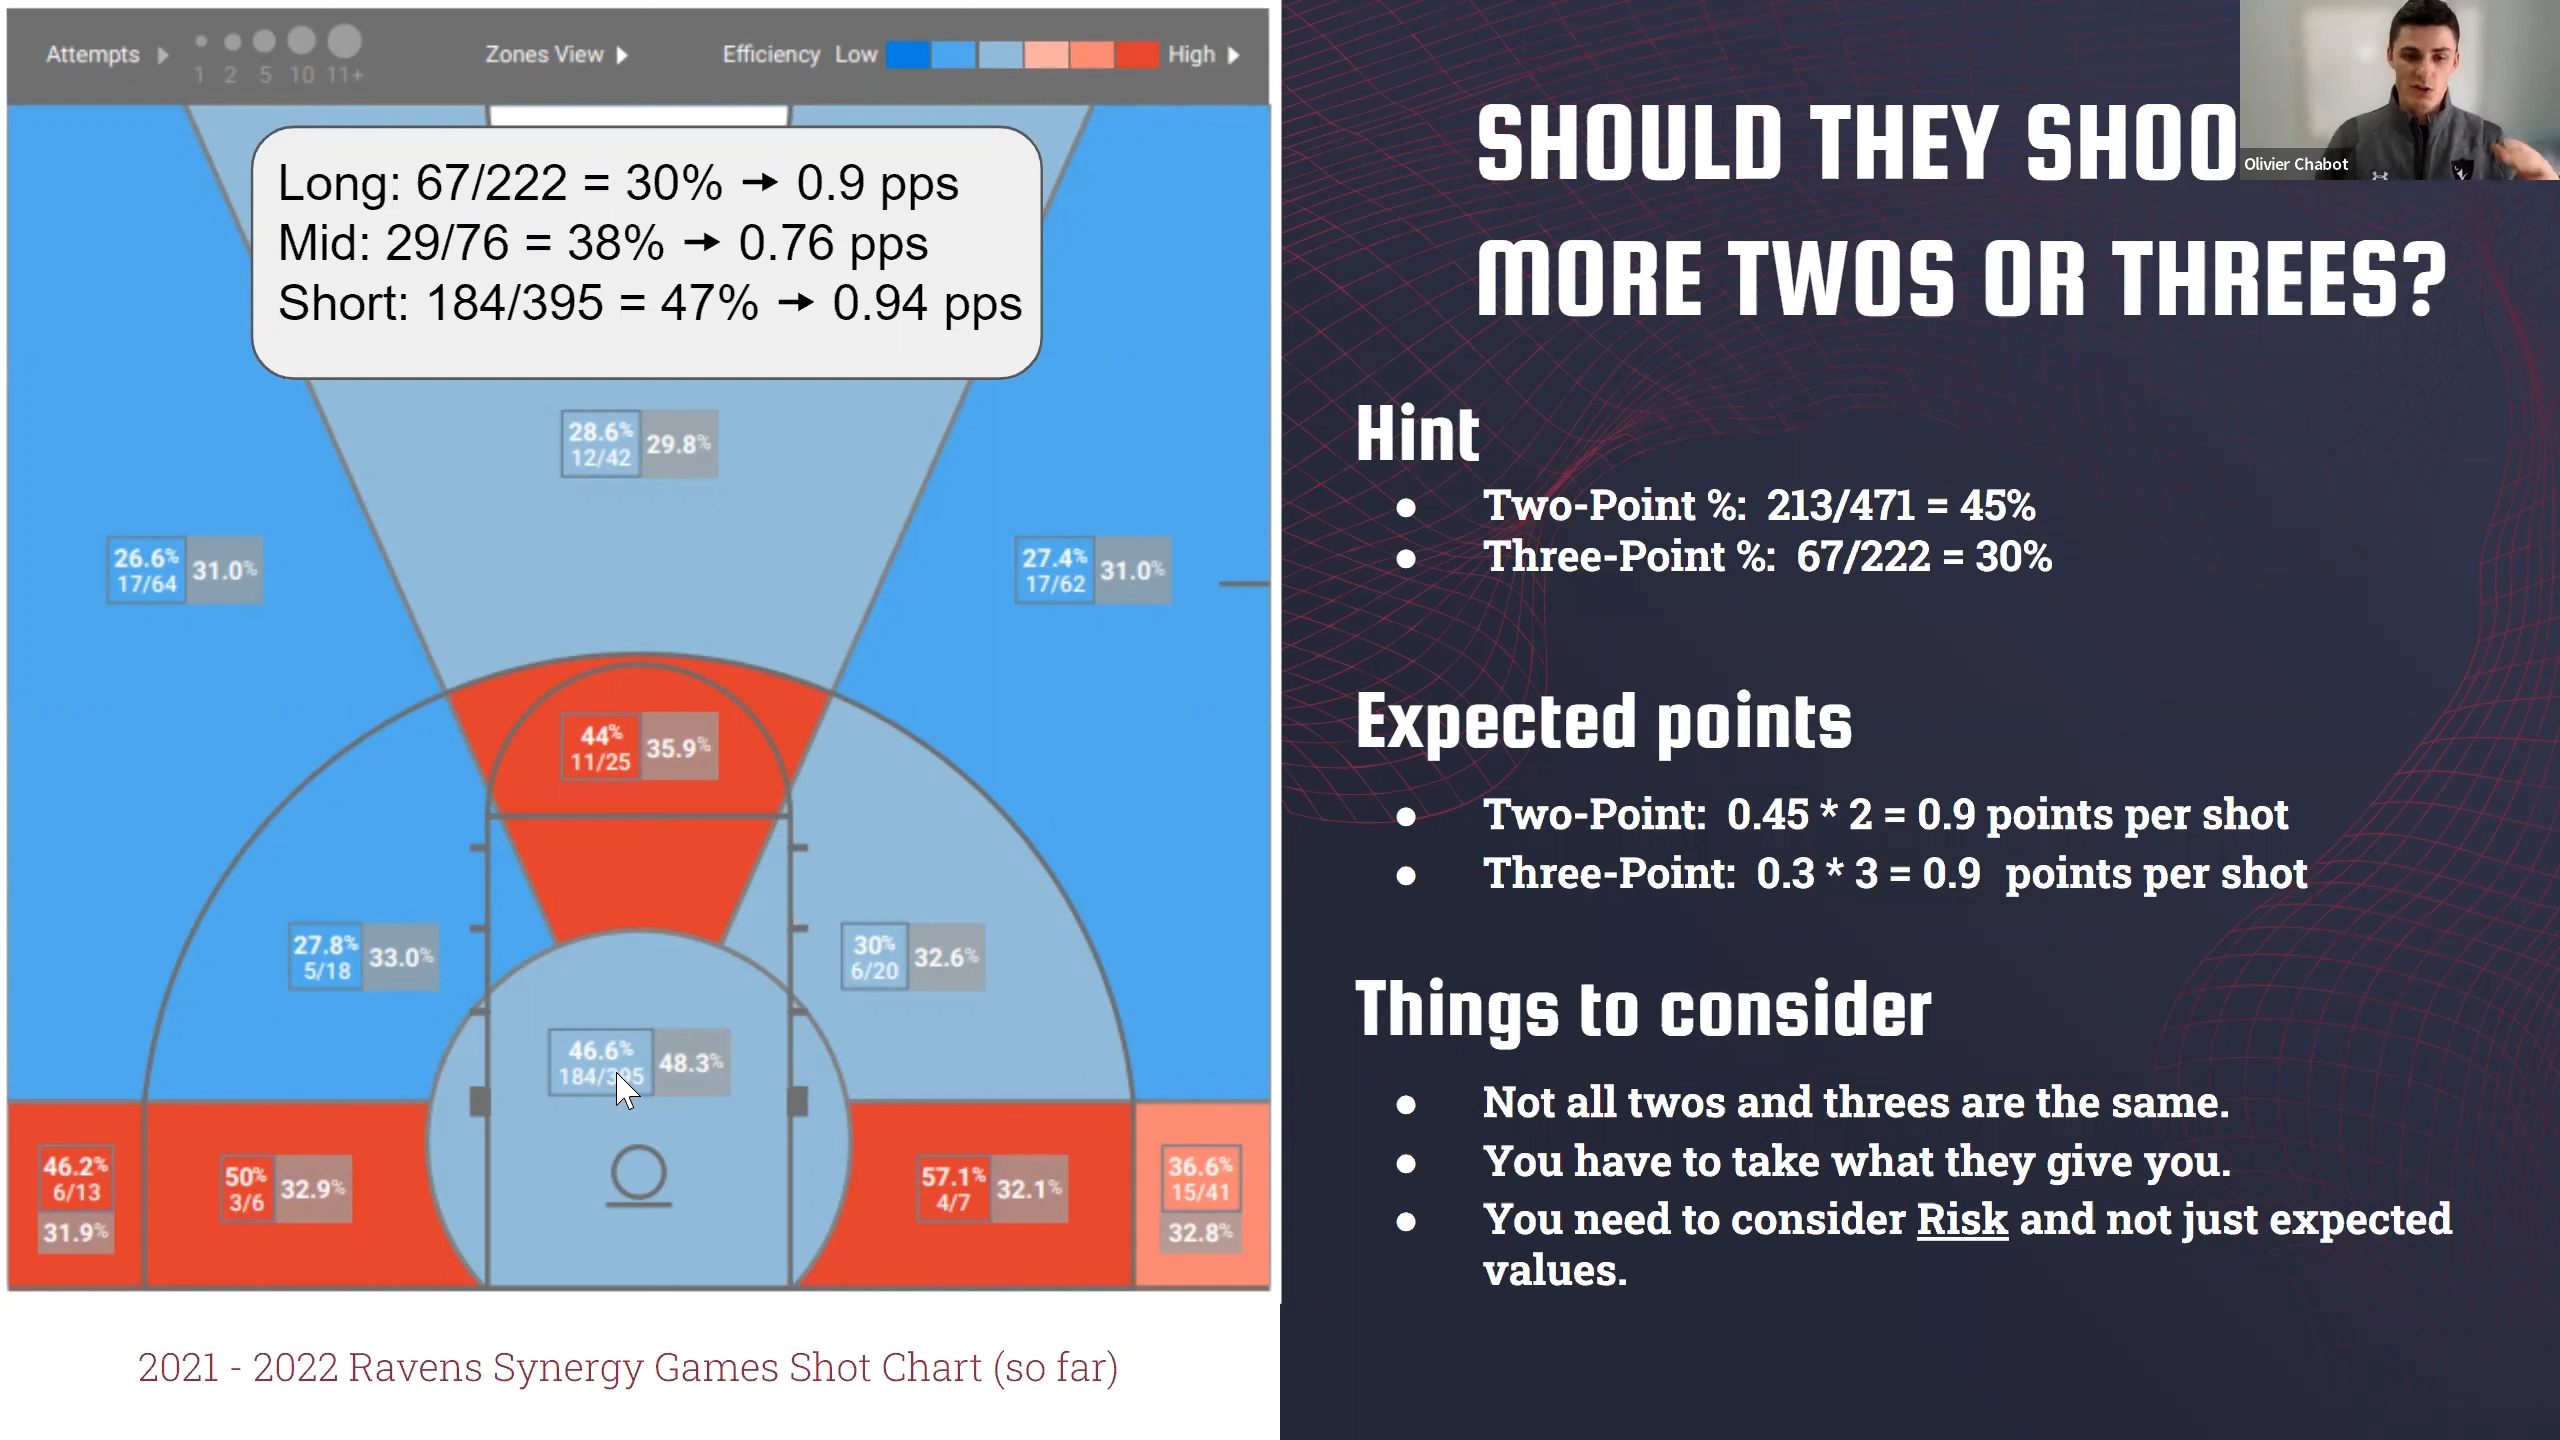 Attempts
1 2 5 10 11+
Zones View
Efficiency Low High
Long: 67/222 = 30% → 0.9 pps
Mid: 29/76 = 38% → 0.76 pps
Short: 184/395 = 47% → 0.94 pps
28.6% 29.8%
12/42
26.6% 31.0%
17/64
27.4% 31.0%
17/62
44% 35.9%
11/25
27.8% 33.0%
5/18
30% 32.6%
6/20
46.6% 48.3%
184/395
46.2%
6/13
31.9%
50% 32.9%
3/6
57.1% 32.1%
4/7
36.6%
15/41
32.8%
2021 - 2022 Ravens Synergy Games Shot Chart (so far)
SHOULD THEY SHOO
MORE TWOS OR THREES?
Olivier Chabot
Hint
● Two-Point %: 213/471 = 45%
● Three-Point %: 67/222 = 30%
Expected points
● Two-Point: 0.45 * 2 = 0.9 points per shot
● Three-Point: 0.3 * 3 = 0.9 points per shot
Things to consider
● Not all twos and threes are the same.
● You have to take what they give you.
● You need to consider Risk and not just expected
values.